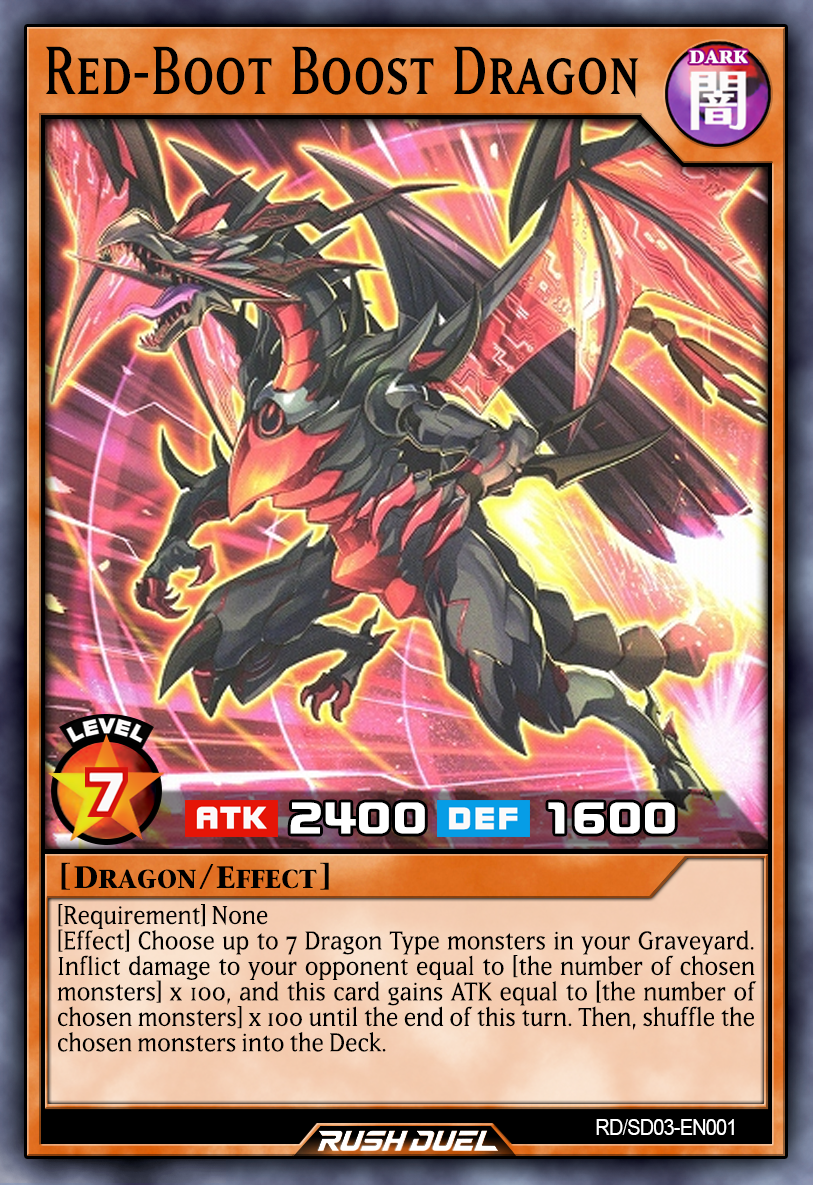 Red-Boot Boost Dragon
DARK
闇
LEVEL
7
ATK 2400 DEF 1600
[Dragon/Effect]
[Requirement] None
[Effect] Choose up to 7 Dragon Type monsters in your Graveyard.
Inflict damage to your opponent equal to [the number of chosen
monsters] x 100, and this card gains ATK equal to [the number of
chosen monsters] x 100 until the end of this turn. Then, shuffle the
chosen monsters into the Deck.
RUSH DUEL
RD/SD03-EN001